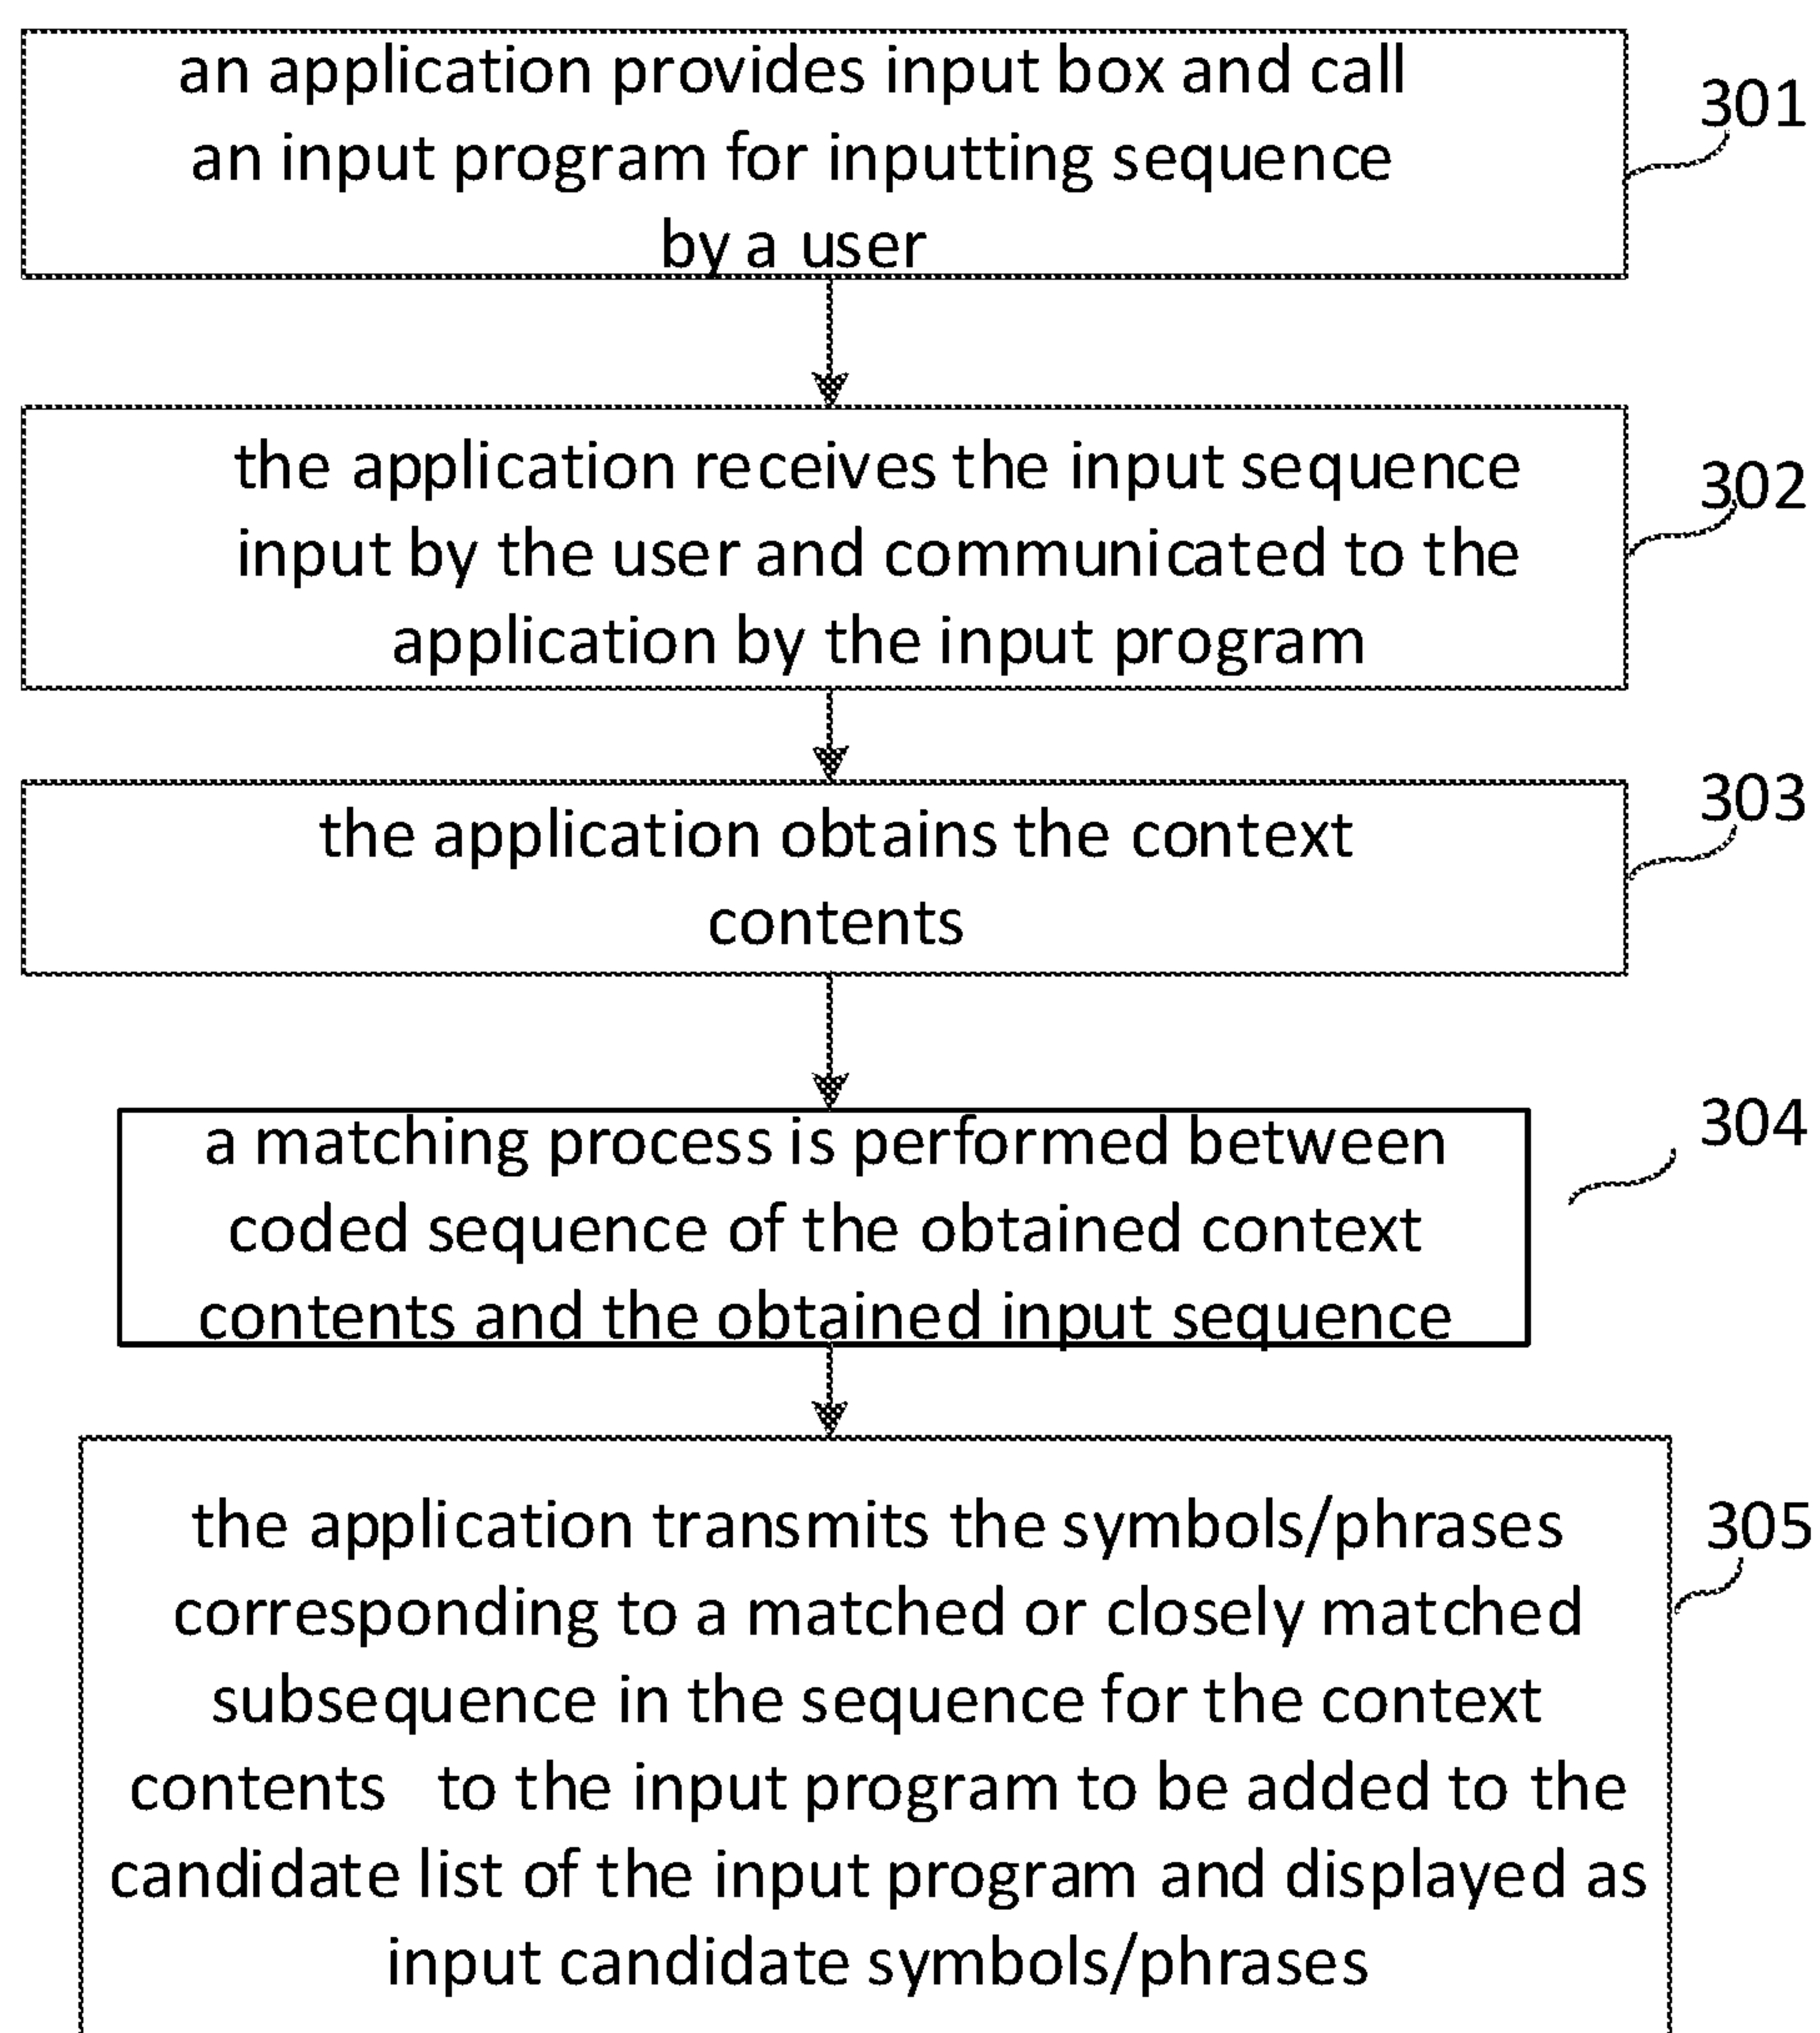 an application provides input box and call
an input program for inputting sequence
by a user
301
the application receives the input sequence
input by the user and communicated to the
application by the input program
302
the application obtains the context
contents
303
a matching process is performed between
coded sequence of the obtained context
contents and the obtained input sequence
304
the application transmits the symbols/phrases
corresponding to a matched or closely matched
subsequence in the sequence for the context
contents to the input program to be added to the
candidate list of the input program and displayed as
input candidate symbols/phrases
305